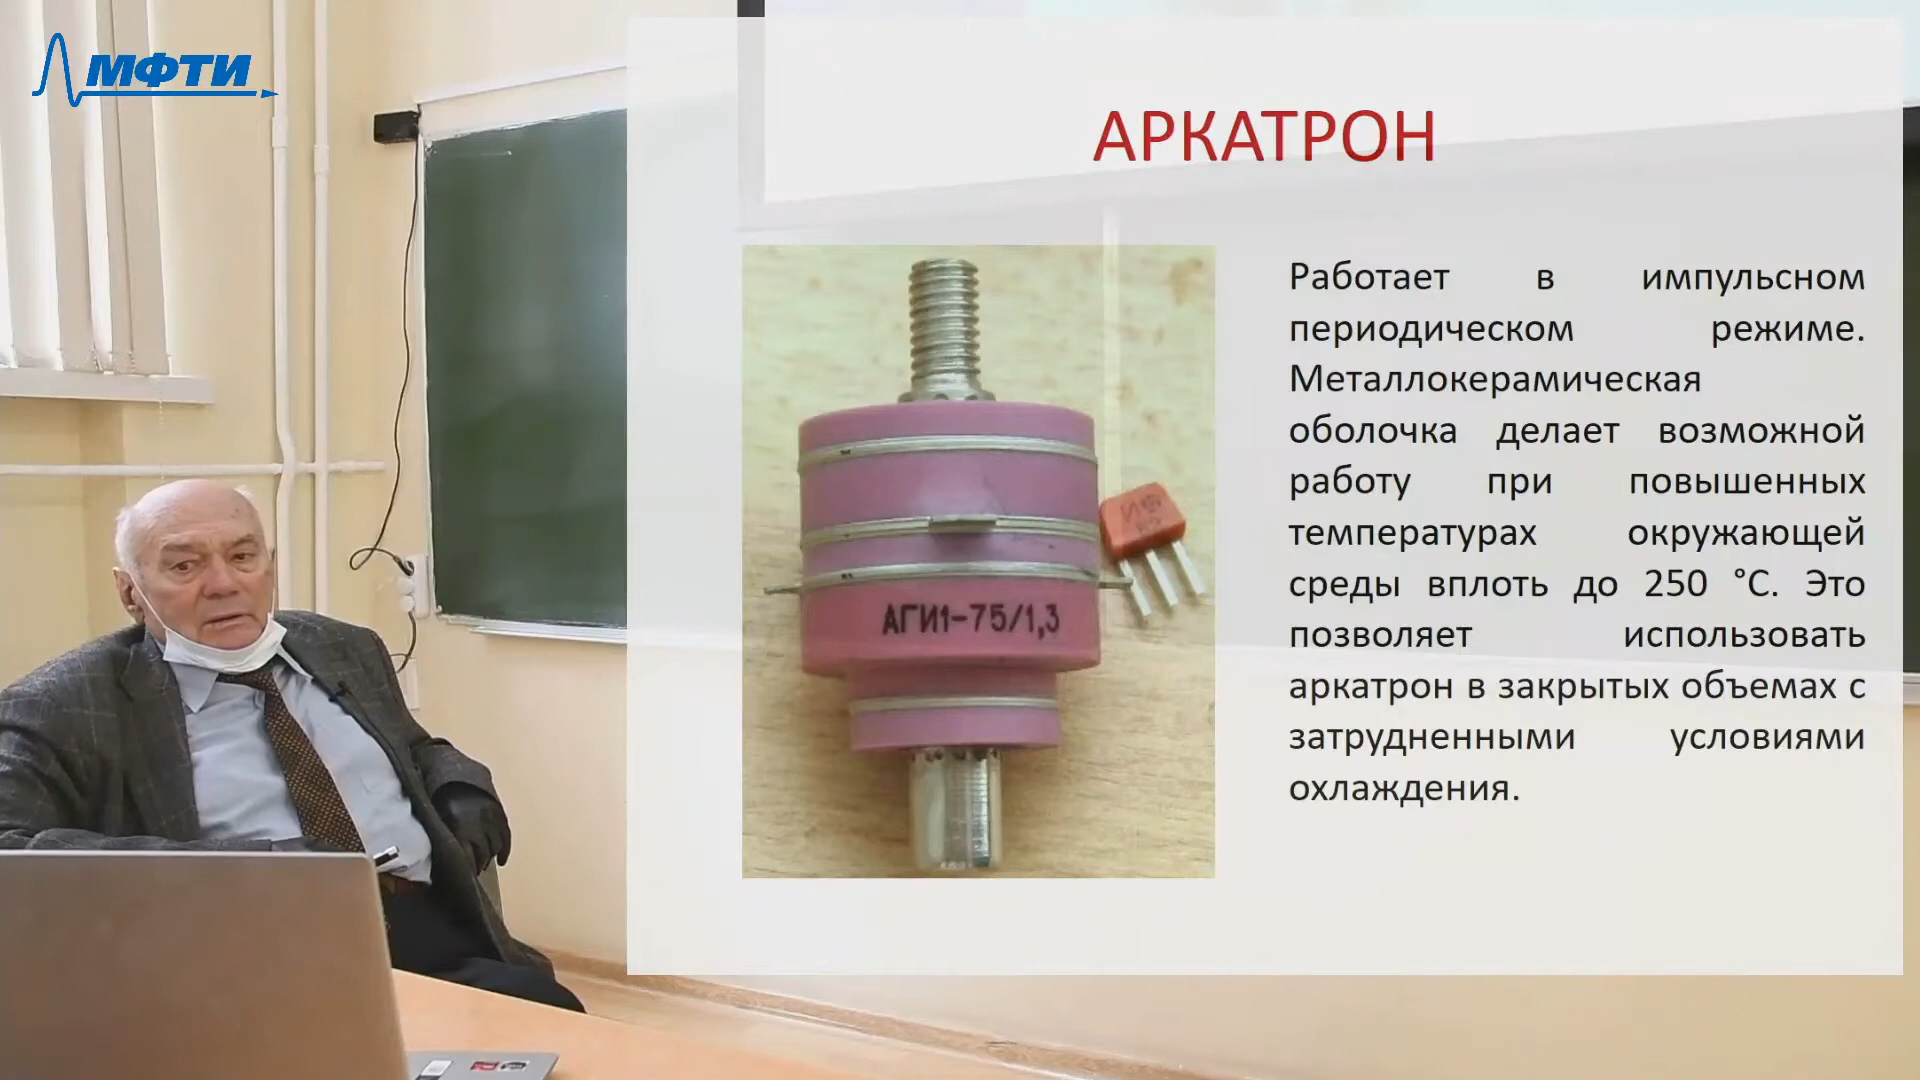 МФТИ
АРКАТРОН
Работает в импульсном
периодическом режиме.
Металлокерамическая
оболочка делает возможной
работу при повышенных
температурах окружающей
среды вплоть до 250 °С. Это
позволяет использовать
аркатрон в закрытых объемах с
затрудненными условиями
охлаждения.
АГИ1-75/1,3